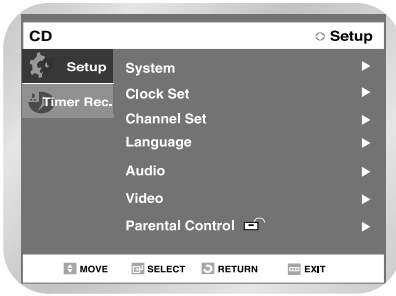 CD
Setup
Setup
Timer Rec.
System
Clock Set
Channel Set
Language
Audio
Video
Parental Control
MOVE SELECT RETURN EXIT